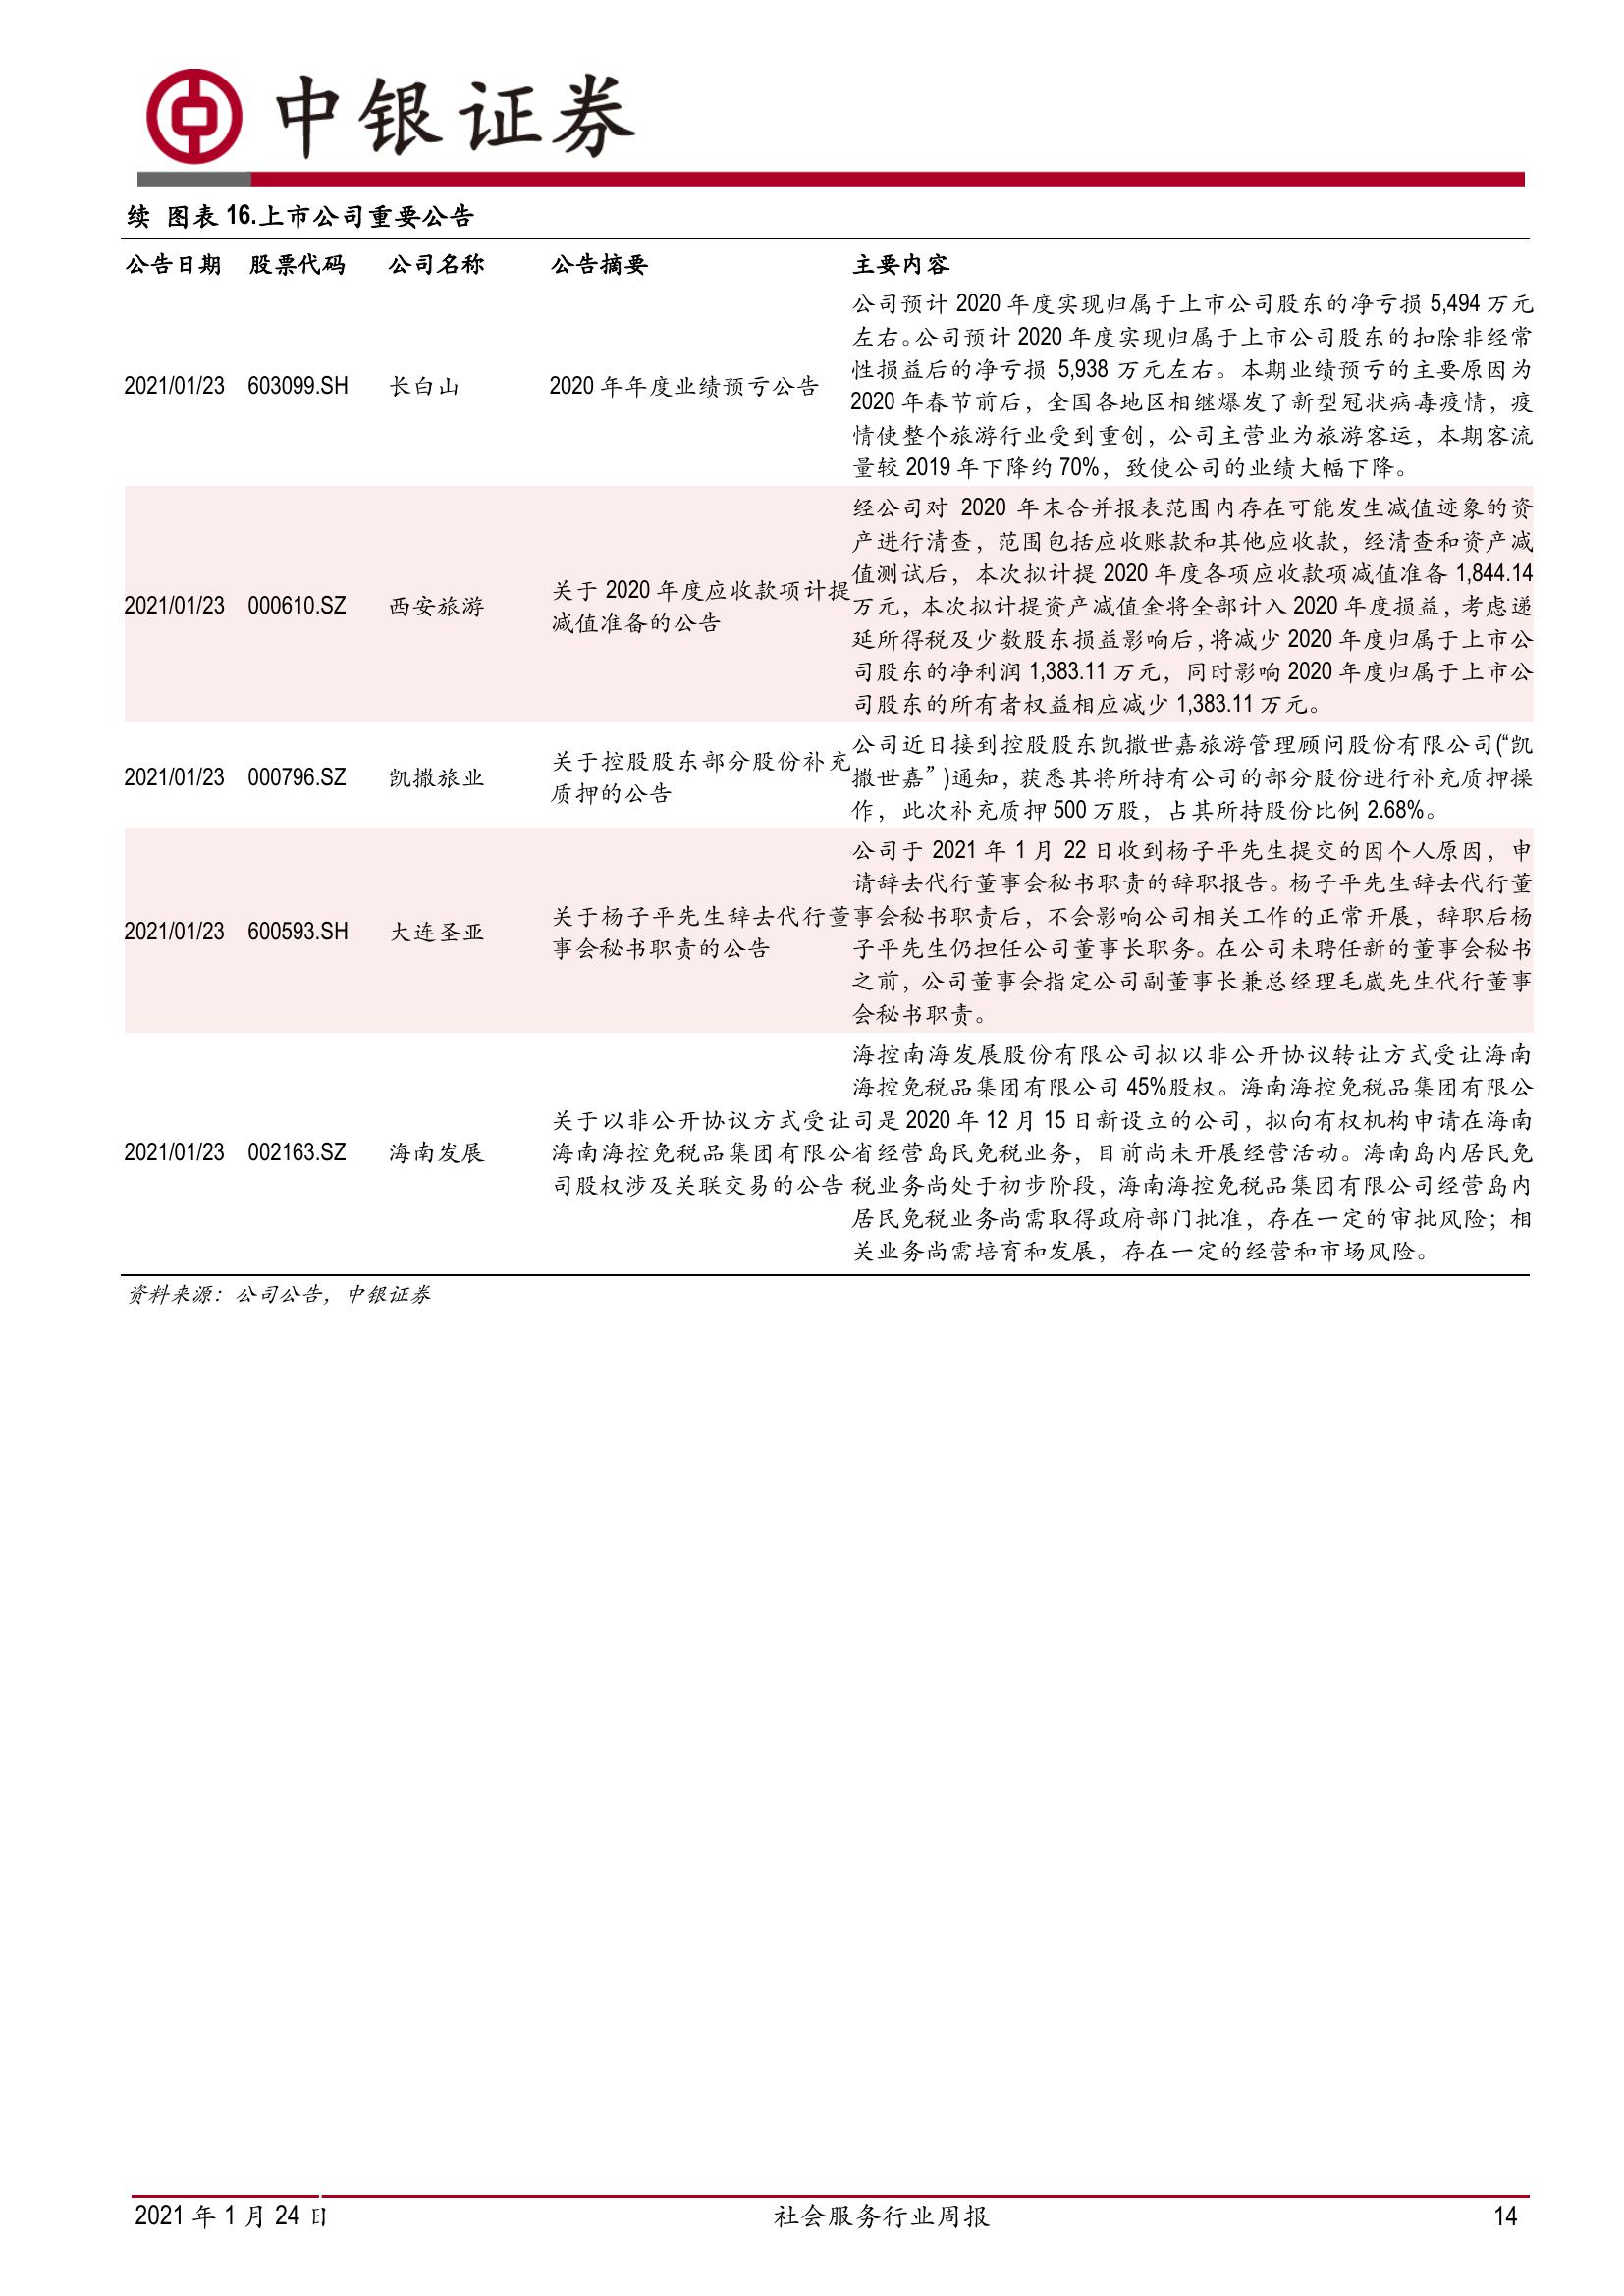 中银证券
续 图表 16.上市公司重要公告
公告日期 股票代码 公司名称 公告摘要 主要内容
2021/01/23 603099.SH 长白山 2020 年年度业绩预亏公告
公司预计 2020 年度实现归属于上市公司股东的净亏损 5,494 万元
左右。公司预计 2020 年度实现归属于上市公司股东的扣除非经常
性损益后的净亏损 5,938 万元左右。本期业绩预亏的主要原因为
2020 年春节前后，全国各地区相继爆发了新型冠状病毒疫情，疫
情使整个旅游行业受到重创，公司主营业为旅游客运，本期客流
量较 2019 年下降约 70%，致使公司的业绩大幅下降。
2021/01/23 000610.SZ 西安旅游
关于 2020 年度应收款项计提
减值准备的公告
经公司对 2020 年末合并报表范围内存在可能发生减值迹象的资
产进行清查，范围包括应收账款和其他应收款，经清查和资产减
值测试后，本次拟计提 2020 年度各项应收款项减值准备 1,844.14
万元，本次拟计提资产减值金将全部计入 2020 年度损益，考虑递
延所得税及少数股东损益影响后，将减少 2020 年度归属于上市公
司股东的净利润 1,383.11 万元，同时影响 2020 年度归属于上市公
司股东的所有者权益相应减少 1,383.11 万元。
2021/01/23 000796.SZ 凯撒旅业
关于控股股东部分股份补充
质押的公告
公司近日接到控股股东凯撒世嘉旅游管理顾问股份有限公司(“凯
撒世嘉”)通知，获悉其将所持有公司的部分股份进行补充质押操
作，此次补充质押 500 万股，占其所持股份比例 2.68%。
2021/01/23 600593.SH 大连圣亚
关于杨子平先生辞去代行董
事会秘书职责的公告
公司于 2021 年 1 月 22 日收到杨子平先生提交的因个人原因，申
请辞去代行董事会秘书职责的辞职报告。杨子平先生辞去代行董
事会秘书职责后，不会影响公司相关工作的正常开展，辞职后杨
子平先生仍担任公司董事长职务。在公司未聘任新的董事会秘书
之前，公司董事会指定公司副董事长兼总经理毛崴先生代行董事
会秘书职责。
2021/01/23 002163.SZ 海南发展
关于以非公开协议方式受让
海南海控免税品集团有限公
司股权涉及关联交易的公告
海控南海发展股份有限公司拟以非公开协议转让方式受让海南
海控免税品集团有限公司 45%股权。海南海控免税品集团有限公
司是 2020 年 12 月 15 日新设立的公司，拟向有权机构申请在海南
省经营岛民免税业务，目前尚未开展经营活动。海南岛内居民免
税业务尚处于初步阶段，海南海控免税品集团有限公司经营岛内
居民免税业务尚需取得政府部门批准，存在一定的审批风险；相
关业务尚需培育和发展，存在一定的经营和市场风险。
资料来源：公司公告，中银证券
2021 年 1 月 24 日 社会服务行业周报 14